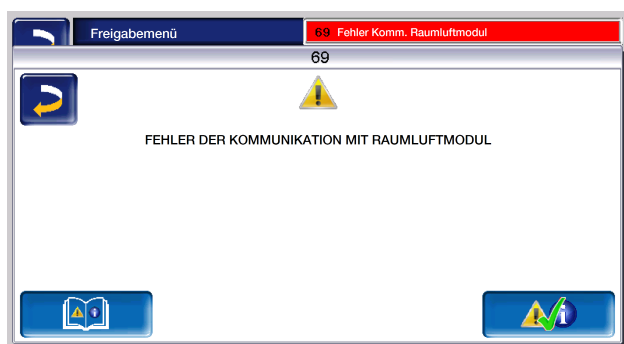 Freigabemenü
69 Fehler Komm. Raumluftmodul
69
FEHLER DER KOMMUNIKATION MIT RAUMLUFTMODUL